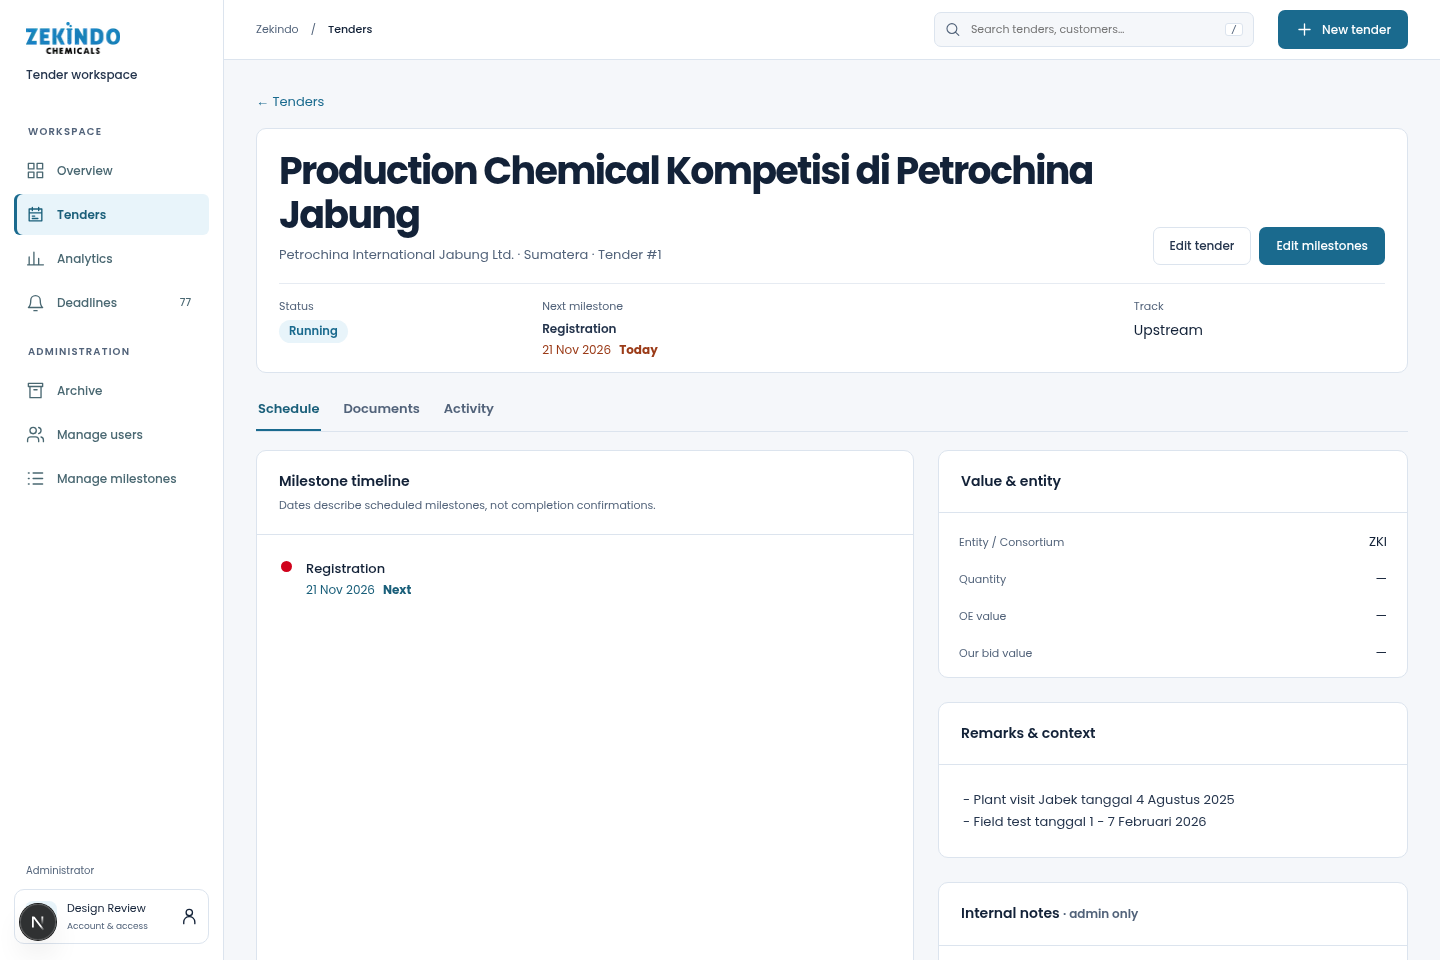 ZEKINDO
CHEMICALS
Tender workspace
WORKSPACE
Overview
Tenders
Analytics
Deadlines 77
ADMINISTRATION
Archive
Manage users
Manage milestones
Administrator
N
Design Review
Account & access
Zekindo / Tenders
Search tenders, customers... /
New tender
← Tenders
Production Chemical Kompetisi di Petrochina
Jabung
Petrochina International Jabung Ltd. · Sumatera · Tender #1
Edit tender
Edit milestones
Status
Running
Next milestone
Registration
21 Nov 2026 Today
Track
Upstream
Schedule Documents Activity
Milestone timeline
Dates describe scheduled milestones, not completion confirmations.
Registration
21 Nov 2026 Next
Value & entity
Entity / Consortium ZKI
Quantity —
OE value —
Our bid value —
Remarks & context
- Plant visit Jabek tanggal 4 Agustus 2025
- Field test tanggal 1 - 7 Februari 2026
Internal notes · admin only